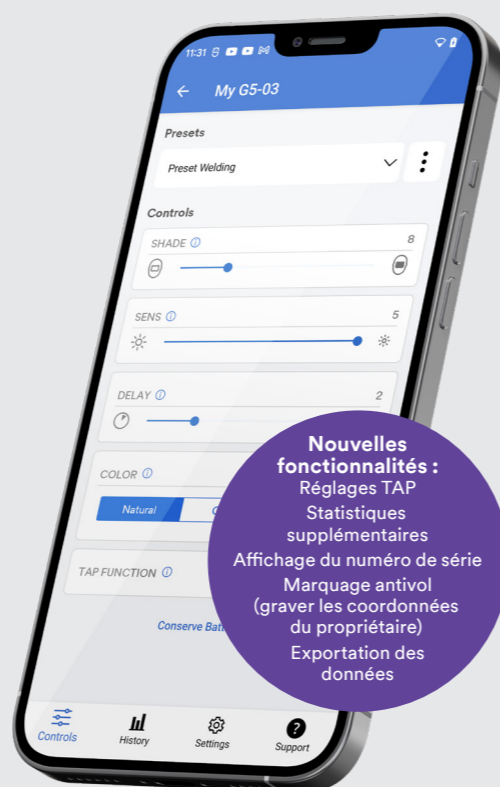 11:31
My G5-03
Presets
Preset Welding
Controls
SHADE
8
SENS
5
DELAY
2
COLOR
Natural
TAP FUNCTION
Conserve
Controls
History
Settings
Support
Nouvelles
fonctionnalités :
Réglages TAP
Statistiques
supplémentaires
Affichage du numéro de série
Marquage antivol
(graver les coordonnées
du propriétaire)
Exportation des
données